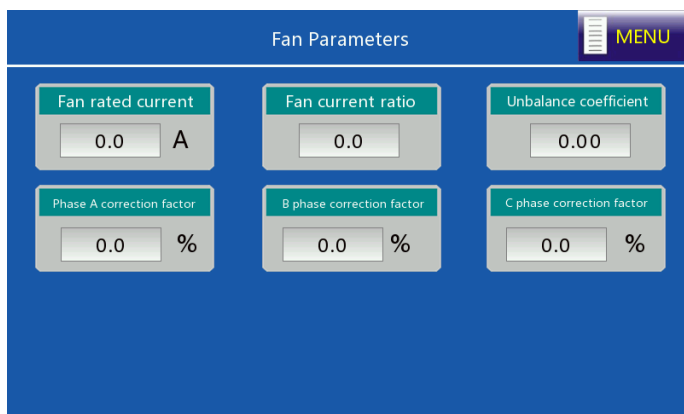 Fan Parameters
MENU
Fan rated current
0.0 A
Fan current ratio
0.0
Unbalance coefficient
0.00
Phase A correction factor
0.0 %
B phase correction factor
0.0 %
C phase correction factor
0.0 %